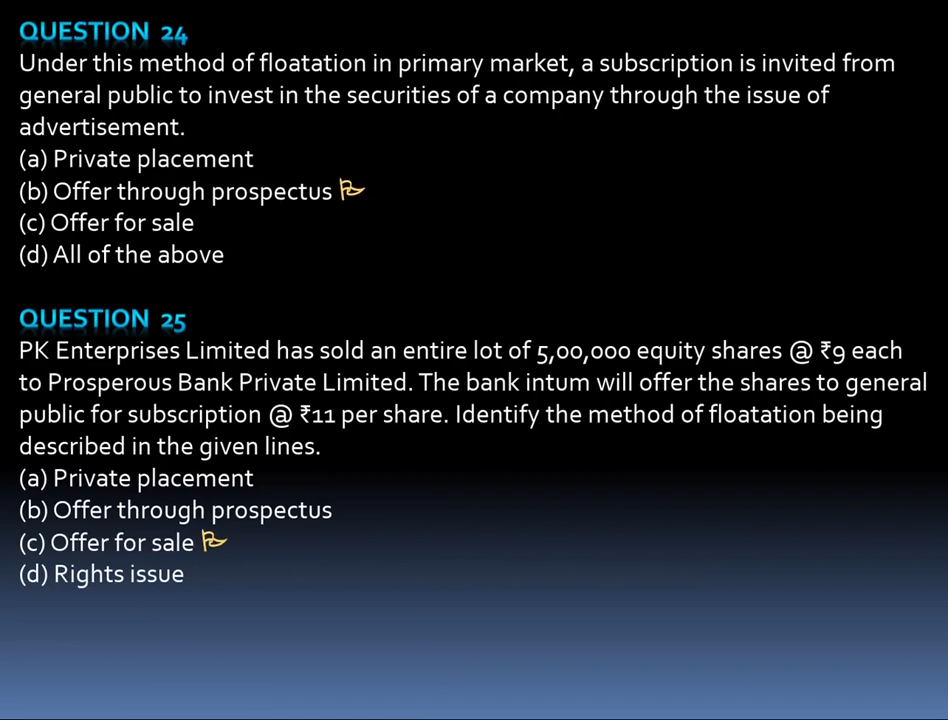 QUESTION 24
Under this method of floatation in primary market, a subscription is invited from
general public to invest in the securities of a company through the issue of
advertisement.
(a) Private placement
(b) Offer through prospectus
(c) Offer for sale
(d) All of the above
QUESTION 25
PK Enterprises Limited has sold an entire lot of 5,00,000 equity shares @ ₹9 each
to Prosperous Bank Private Limited. The bank intum will offer the shares to general
public for subscription @ ₹11 per share. Identify the method of floatation being
described in the given lines.
(a) Private placement
(b) Offer through prospectus
(c) Offer for sale
(d) Rights issue